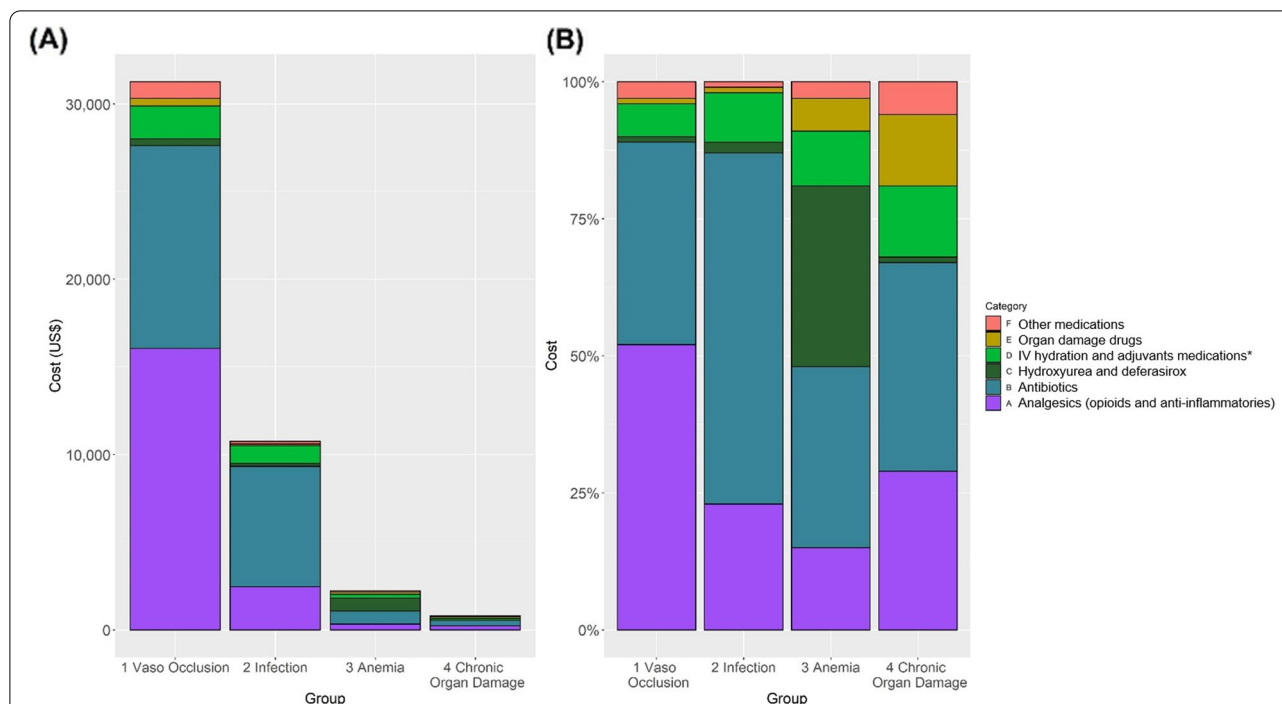 (A)
(B)
Cost (US$)
30,000
20,000
10,000
0
1 Vaso Occlusion
2 Infection
3 Anemia
4 Chronic
Organ Damage
Group
Cost
100%
75%
50%
25%
0%
1 Vaso
Occlusion
2 Infection
3 Anemia
4 Chronic
Organ Damage
Group
Category
F Other medications
E Organ damage drugs
D IV hydration and adjuvants medications*
C Hydroxyurea and deferasirox
B Antibiotics
A Analgesics (opioids and anti-inflammatories)